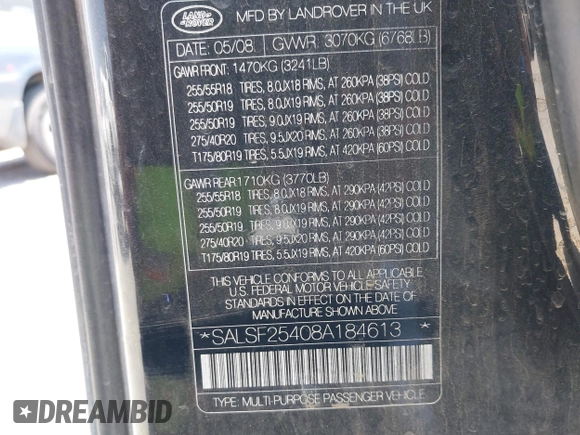 LAND ROVER
MFD BY LANDROVER IN THE UK
DATE: 05/08. GVWR: 3070KG (6768LB)
GAWR FRONT: 1470KG (3241LB)
255/55R18 TIRES, 8.0JX18 RIMS, AT 260KPA (38PSI) COLD
255/50R19 TIRES, 8.0JX19 RIMS, AT 260KPA (38PSI) COLD
255/50R19 TIRES, 9.0JX19 RIMS, AT 260KPA (38PSI) COLD
275/40R20 TIRES, 9.5JX20 RIMS, AT 260KPA (38PSI) COLD
T175/80R19 TIRES, 5.5JX19 RIMS, AT 420KPA (60PSI) COLD
GAWR REAR: 1710KG (3770LB)
255/55R18 TIRES, 8.0JX18 RIMS, AT 290KPA (42PSI) COLD
255/50R19 TIRES, 8.0JX19 RIMS, AT 290KPA (42PSI) COLD
255/50R19 TIRES, 9.0JX19 RIMS, AT 290KPA (42PSI) COLD
275/40R20 TIRES, 9.5JX20 RIMS, AT 290KPA (42PSI) COLD
T175/80R19 TIRES, 5.5JX19 RIMS, AT 420KPA (60PSI) COLD
THIS VEHICLE CONFORMS TO ALL APPLICABLE
U.S. FEDERAL MOTOR VEHICLE SAFETY
STANDARDS IN EFFECT ON THE DATE OF
MANUFACTURE SHOWN ABOVE
*SALSF25408A184613 *
TYPE: MULTI-PURPOSE PASSENGER VEHICLE
DREAMBID